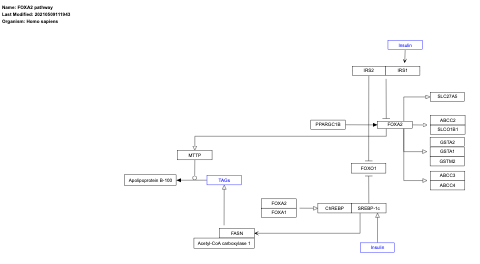 Name: FOXA2 pathway
Last Modified: 20210509111943
Organism: Homo sapiens
Insulin
IRS2 IRS1
SLC27A5
PPARGC1B
FOXA2
ABCC2
SLCO1B1
GSTA2
GSTA1
GSTM2
MTTP
FOXO1
ABCC3
ABCC4
Apolipoprotein B-100
TAGs
FOXA2
FOXA1
ChREBP SREBP-1c
FASN
Acetyl-CoA carboxylase 1
Insulin